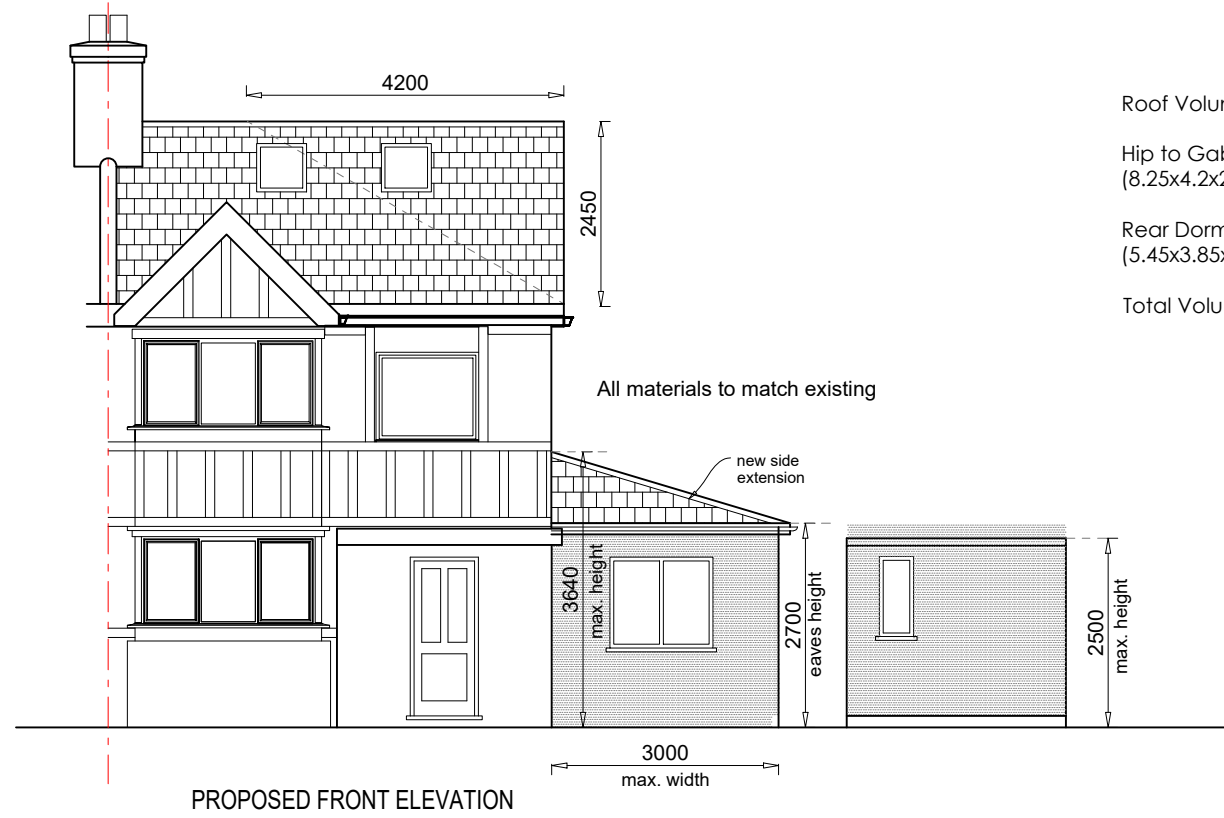 4200
Roof Volu
Hip to Gab
(8.25x4.2x2
Rear Dorm
(5.45x3.85x
Total Volu
2450
All materials to match existing
new side
extension
3640
max. height
2700
eaves height
2500
max. height
3000
max. width
PROPOSED FRONT ELEVATION